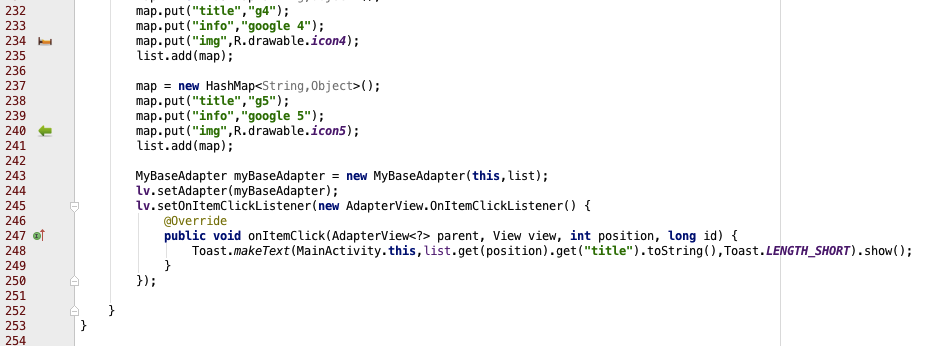 232 map.put("title","g4");
233 map.put("info","google 4");
234 map.put("img",R.drawable.icon4);
235 list.add(map);
236
237 map = new HashMap<String,Object>();
238 map.put("title","g5");
239 map.put("info","google 5");
240 map.put("img",R.drawable.icon5);
241 list.add(map);
242
243 MyBaseAdapter myBaseAdapter = new MyBaseAdapter(this,list);
244 lv.setAdapter(myBaseAdapter);
245 lv.setOnItemClickListener(new AdapterView.OnItemClickListener() {
246 @Override
247 public void onItemClick(AdapterView<?> parent, View view, int position, long id) {
248 Toast.makeText(MainActivity.this,list.get(position).get("title").toString(),Toast.LENGTH_SHORT).show();
249 }
250 });
251
252 }
253 }
254